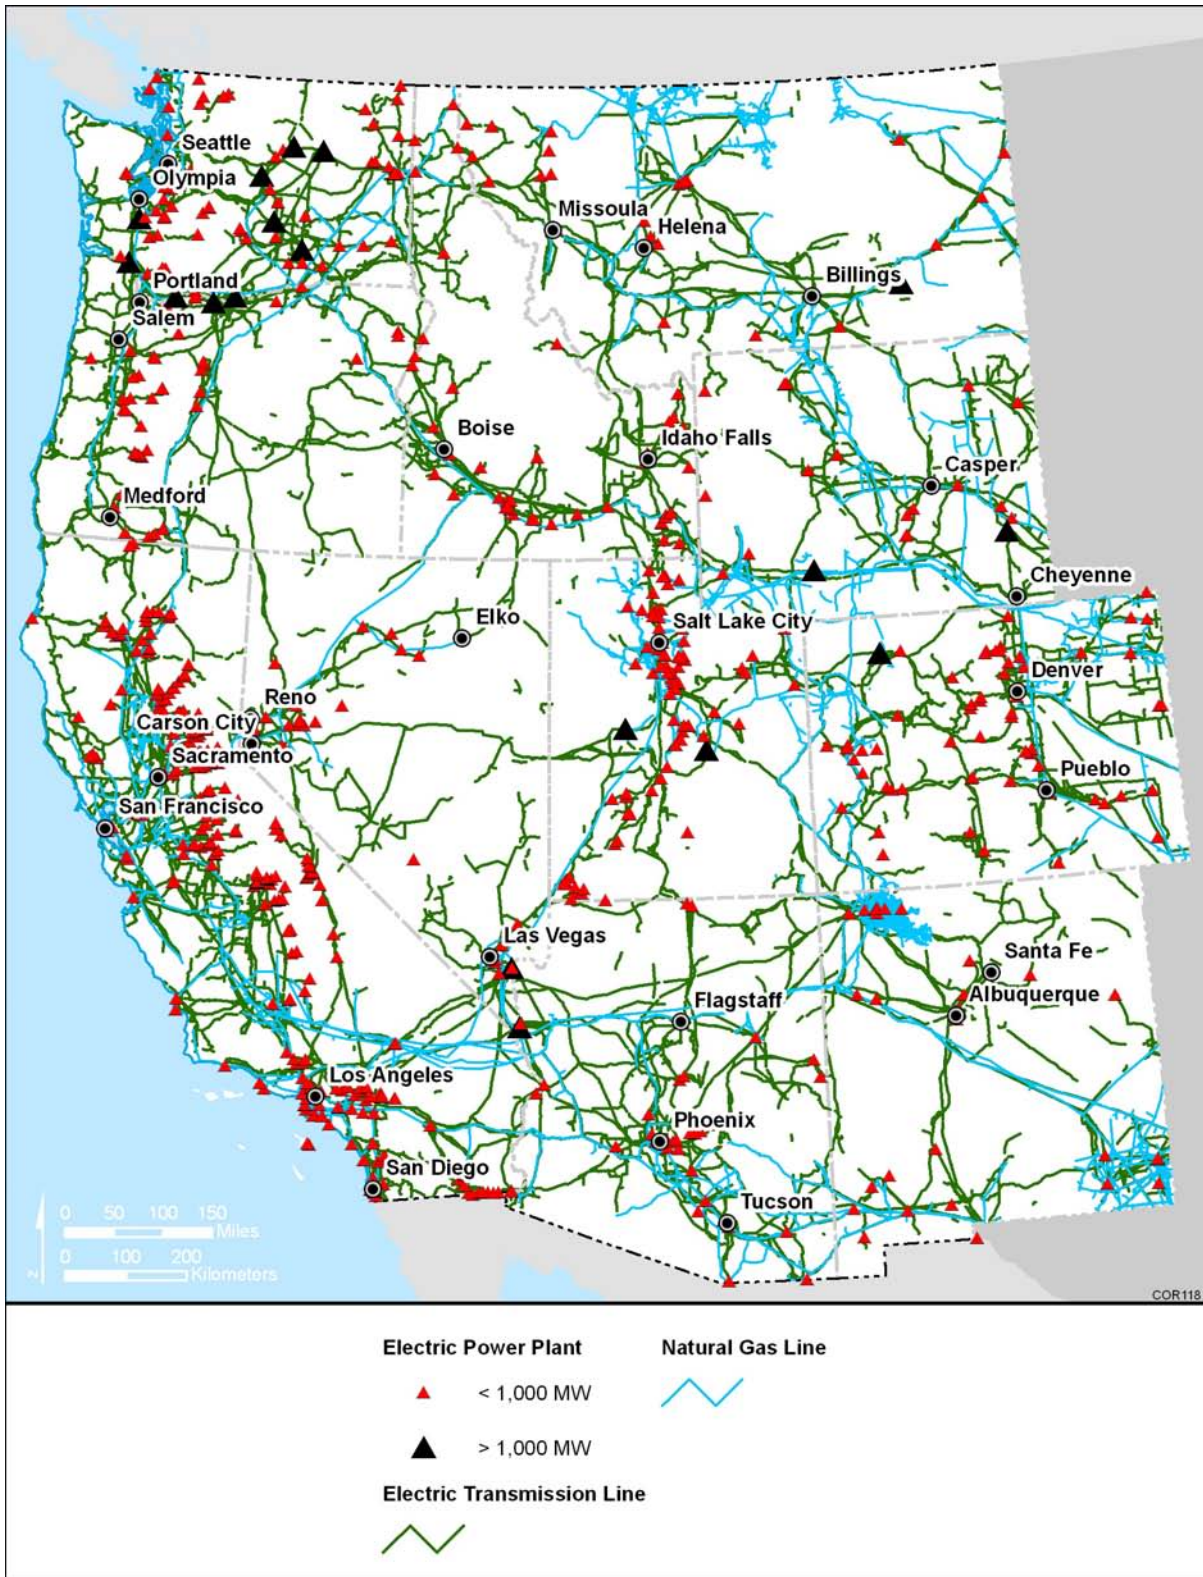 Seattle
Olympia
Missoula
Helena
Portland
Billings
Salem
Boise
Idaho Falls
Casper
Medford
Cheyenne
Elko
Salt Lake City
Denver
Reno
Carson City
Sacramento
Pueblo
San Francisco
Las Vegas
Santa Fe
Flagstaff
Albuquerque
Los Angeles
Phoenix
San Diego
Tucson
0 50 100 150
Miles
0 100 200
Kilometers
N
COR118
Electric Power Plant
Natural Gas Line
< 1,000 MW
> 1,000 MW
Electric Transmission Line